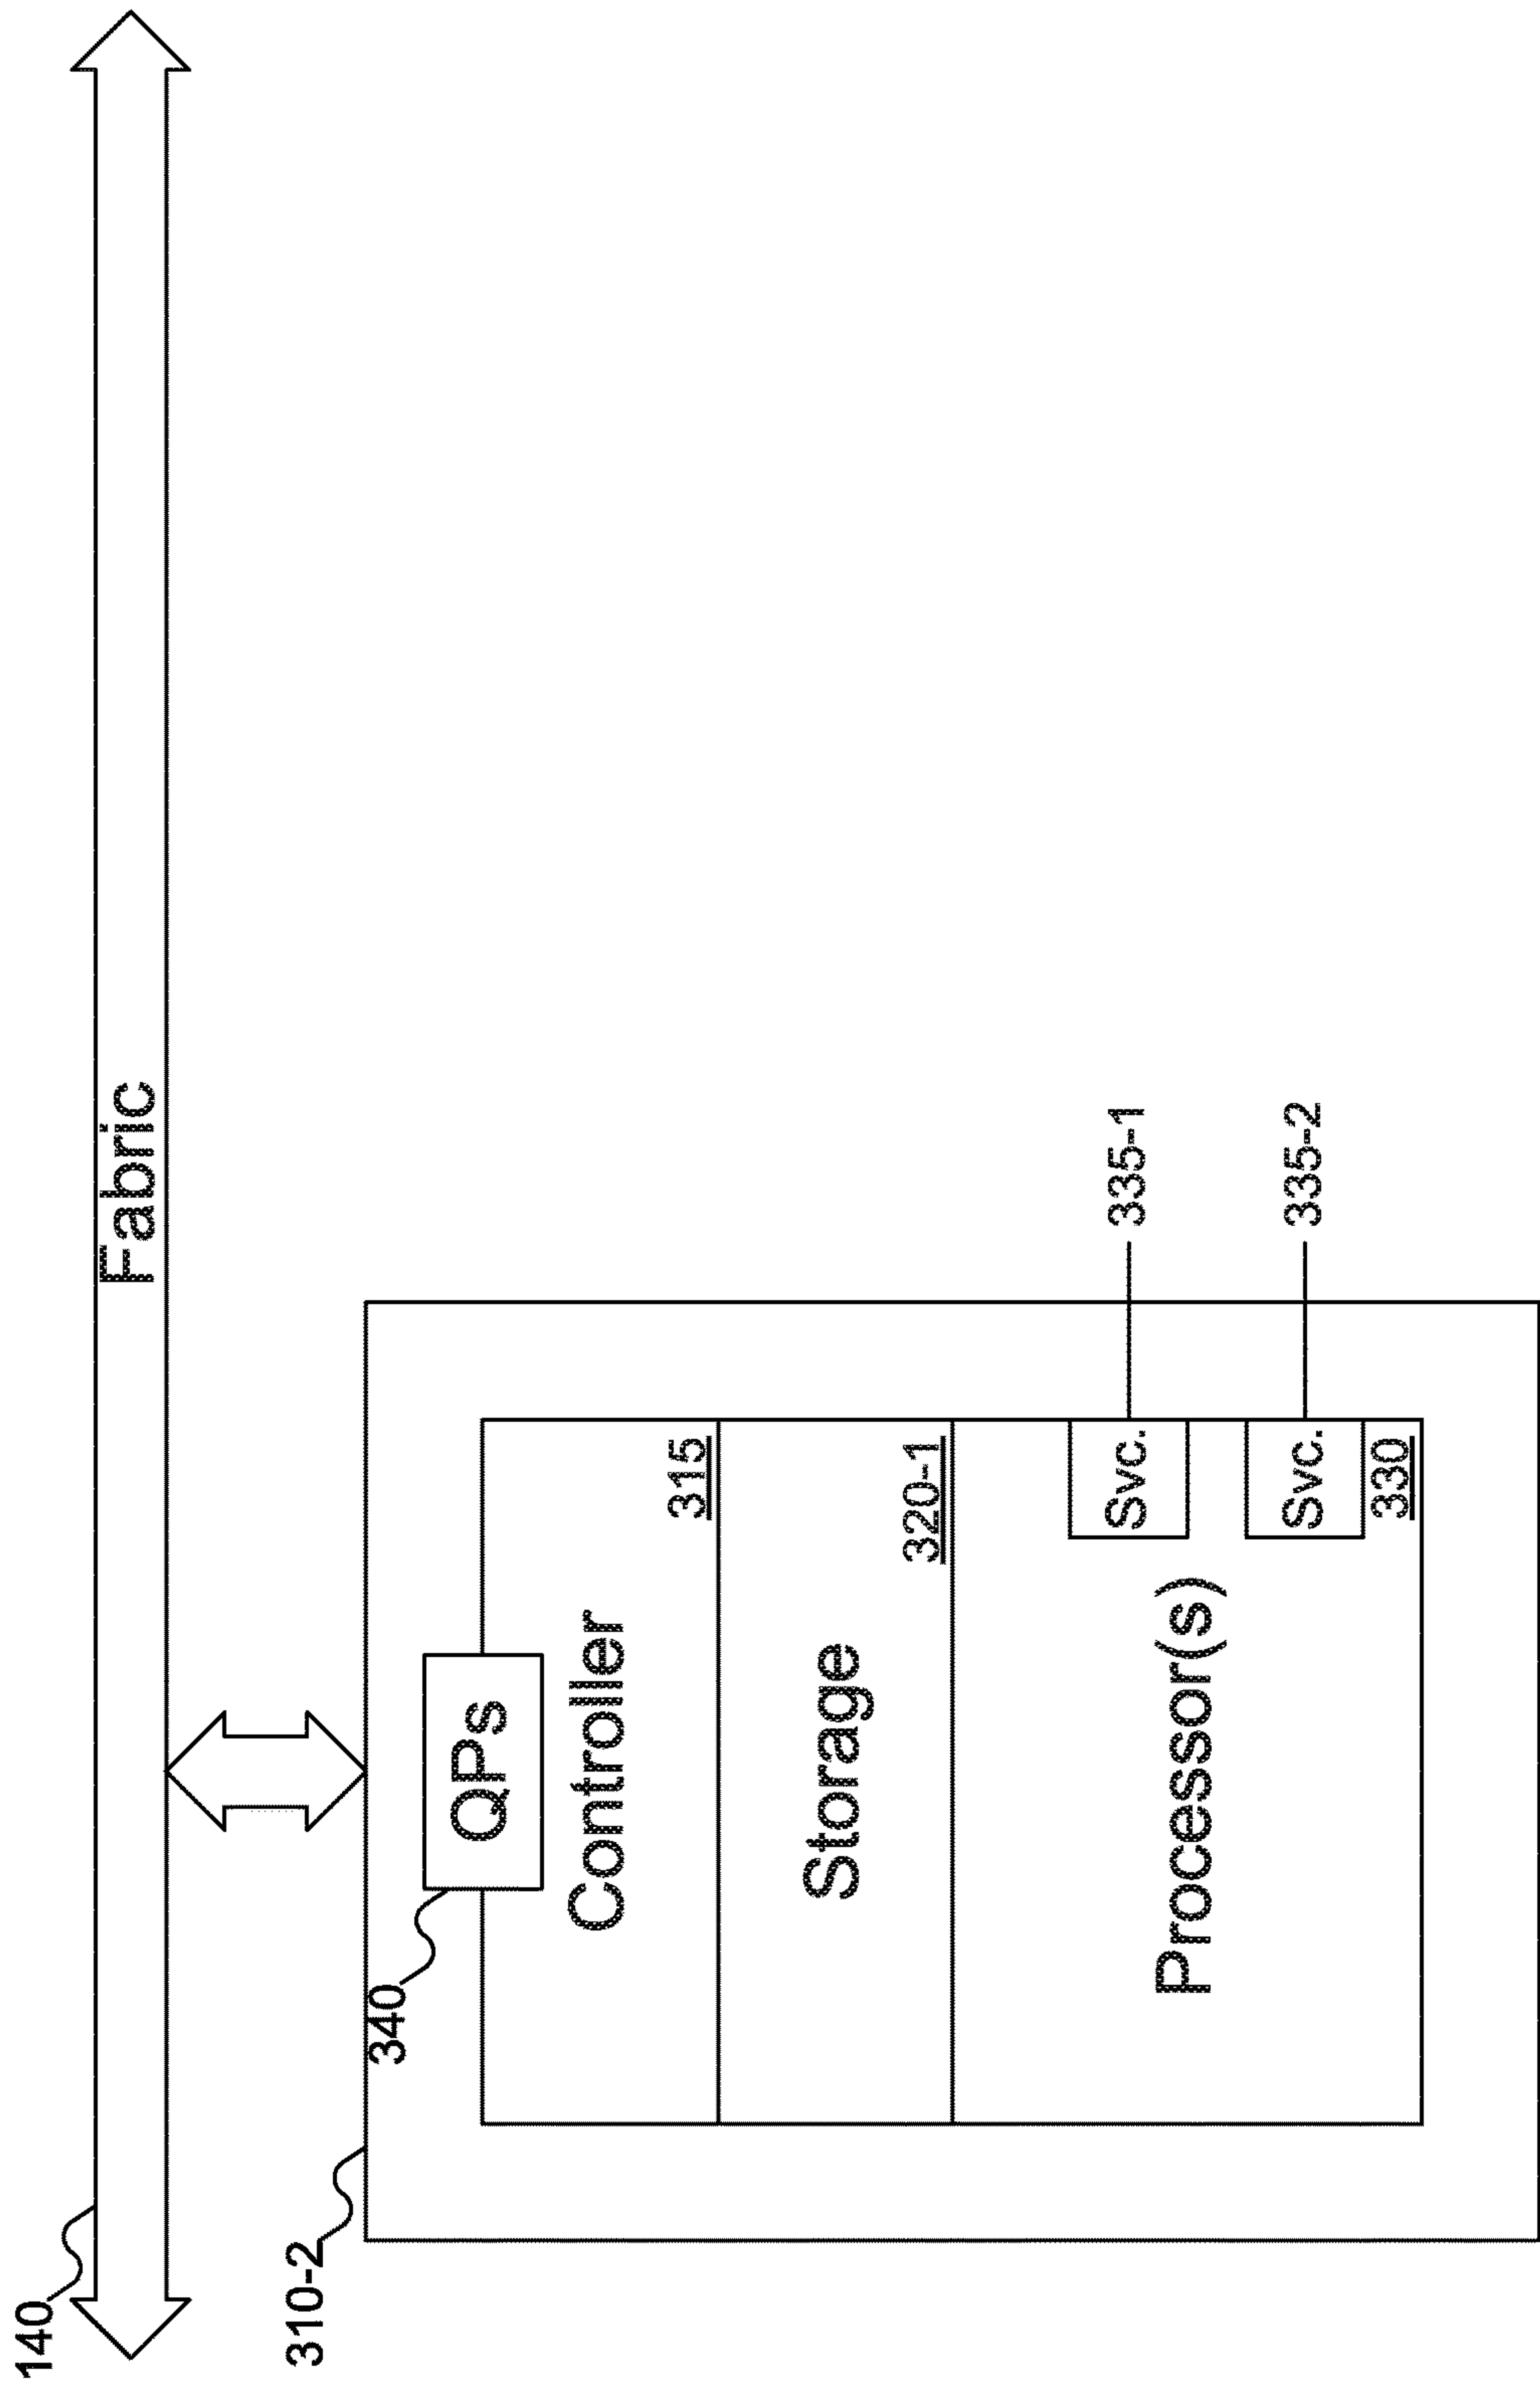 140
Fabric
310-2
340
QPs
Controller
315
Storage
320-1
Processor(s)
Svc.
335-1
Svc.
335-2
330